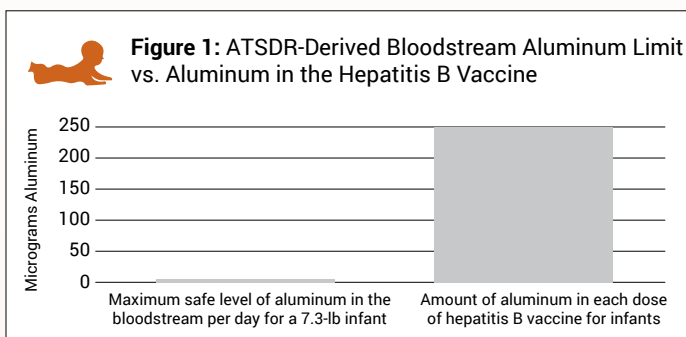 Figure 1: ATSDR-Derived Bloodstream Aluminum Limit
vs. Aluminum in the Hepatitis B Vaccine
Micrograms Aluminum
250
200
150
100
50
0
Maximum safe level of aluminum in the
bloodstream per day for a 7.3-lb infant
Amount of aluminum in each dose
of hepatitis B vaccine for infants